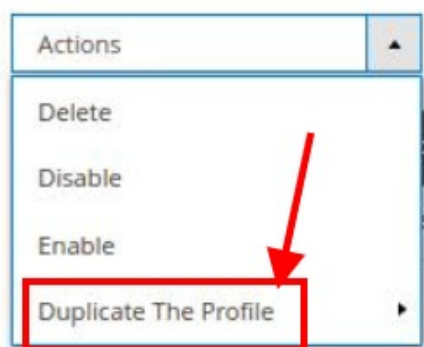 Actions
Delete
Disable
Enable
Duplicate The Profile